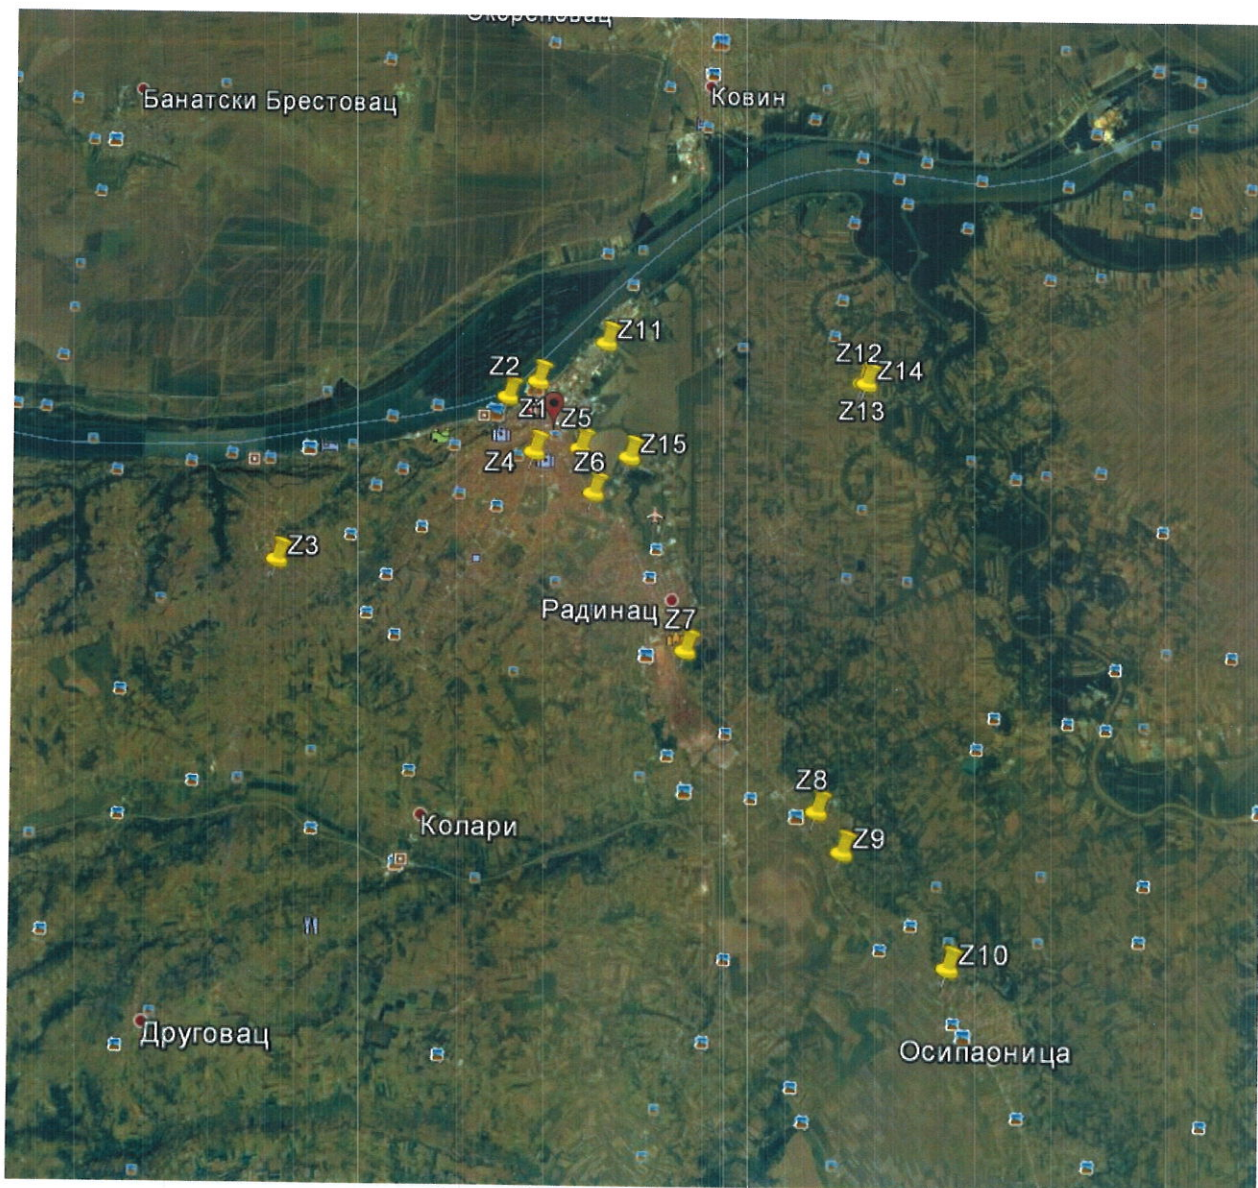 Скореновац
Банатски Брестовац
Ковин
Z11
Z2
Z12
Z14
Z1
Z5
Z13
Z4
Z6
Z15
Z3
Радинац
Z7
Z8
Колари
Z9
Z10
Друговац
Осипаоница